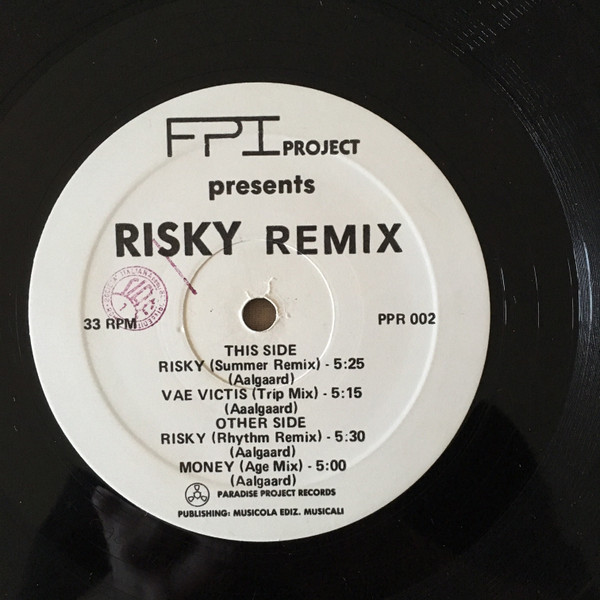 FPI PROJECT
presents
RISKY REMIX
33 RPM
PPR 002
THIS SIDE
RISKY (Summer Remix) - 5:25
(Aalgaard)
VAE VICTIS (Trip Mix) - 5:15
(Aaalgaard)
OTHER SIDE
RISKY (Rhythm Remix) - 5:30
(Aalgaard)
MONEY (Age Mix) - 5:00
(Aalgaard)
PARADISE PROJECT RECORDS
PUBLISHING: MUSICOLA EDIZ. MUSICALI